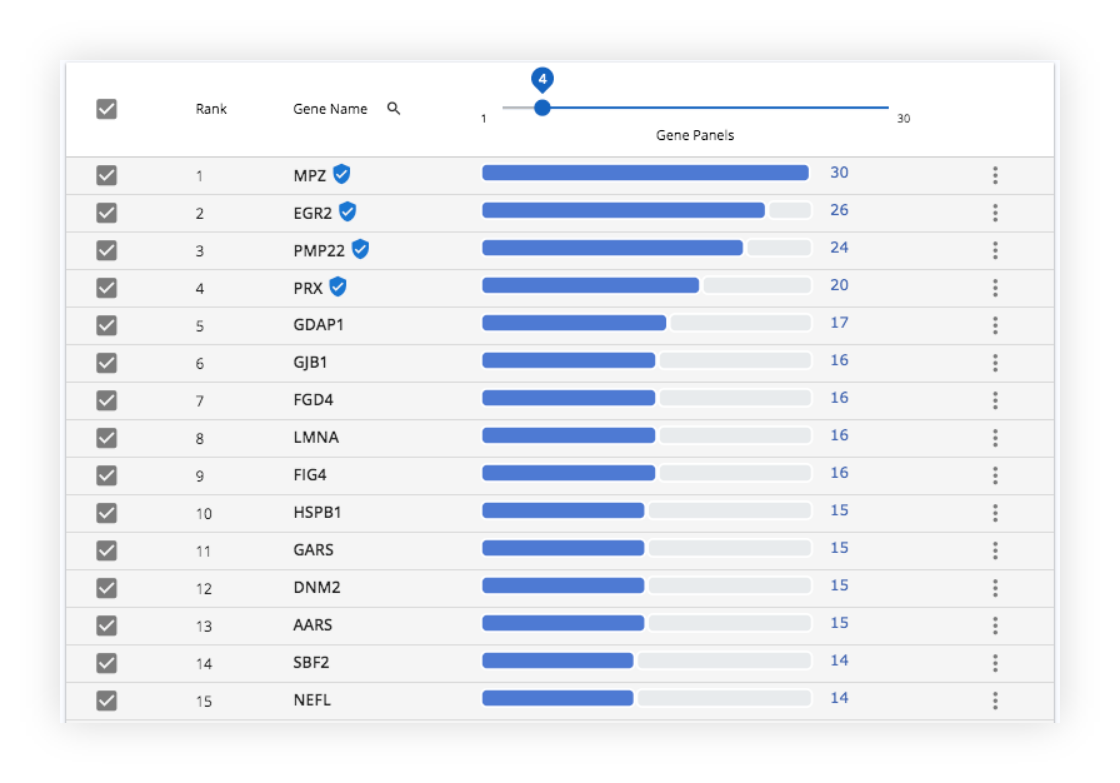 4
Rank Gene Name 1 30
Gene Panels
1 MPZ 30
2 EGR2 26
3 PMP22 24
4 PRX 20
5 GDAP1 17
6 GJB1 16
7 FGD4 16
8 LMNA 16
9 FIG4 16
10 HSPB1 15
11 GARS 15
12 DNM2 15
13 AARS 15
14 SBF2 14
15 NEFL 14